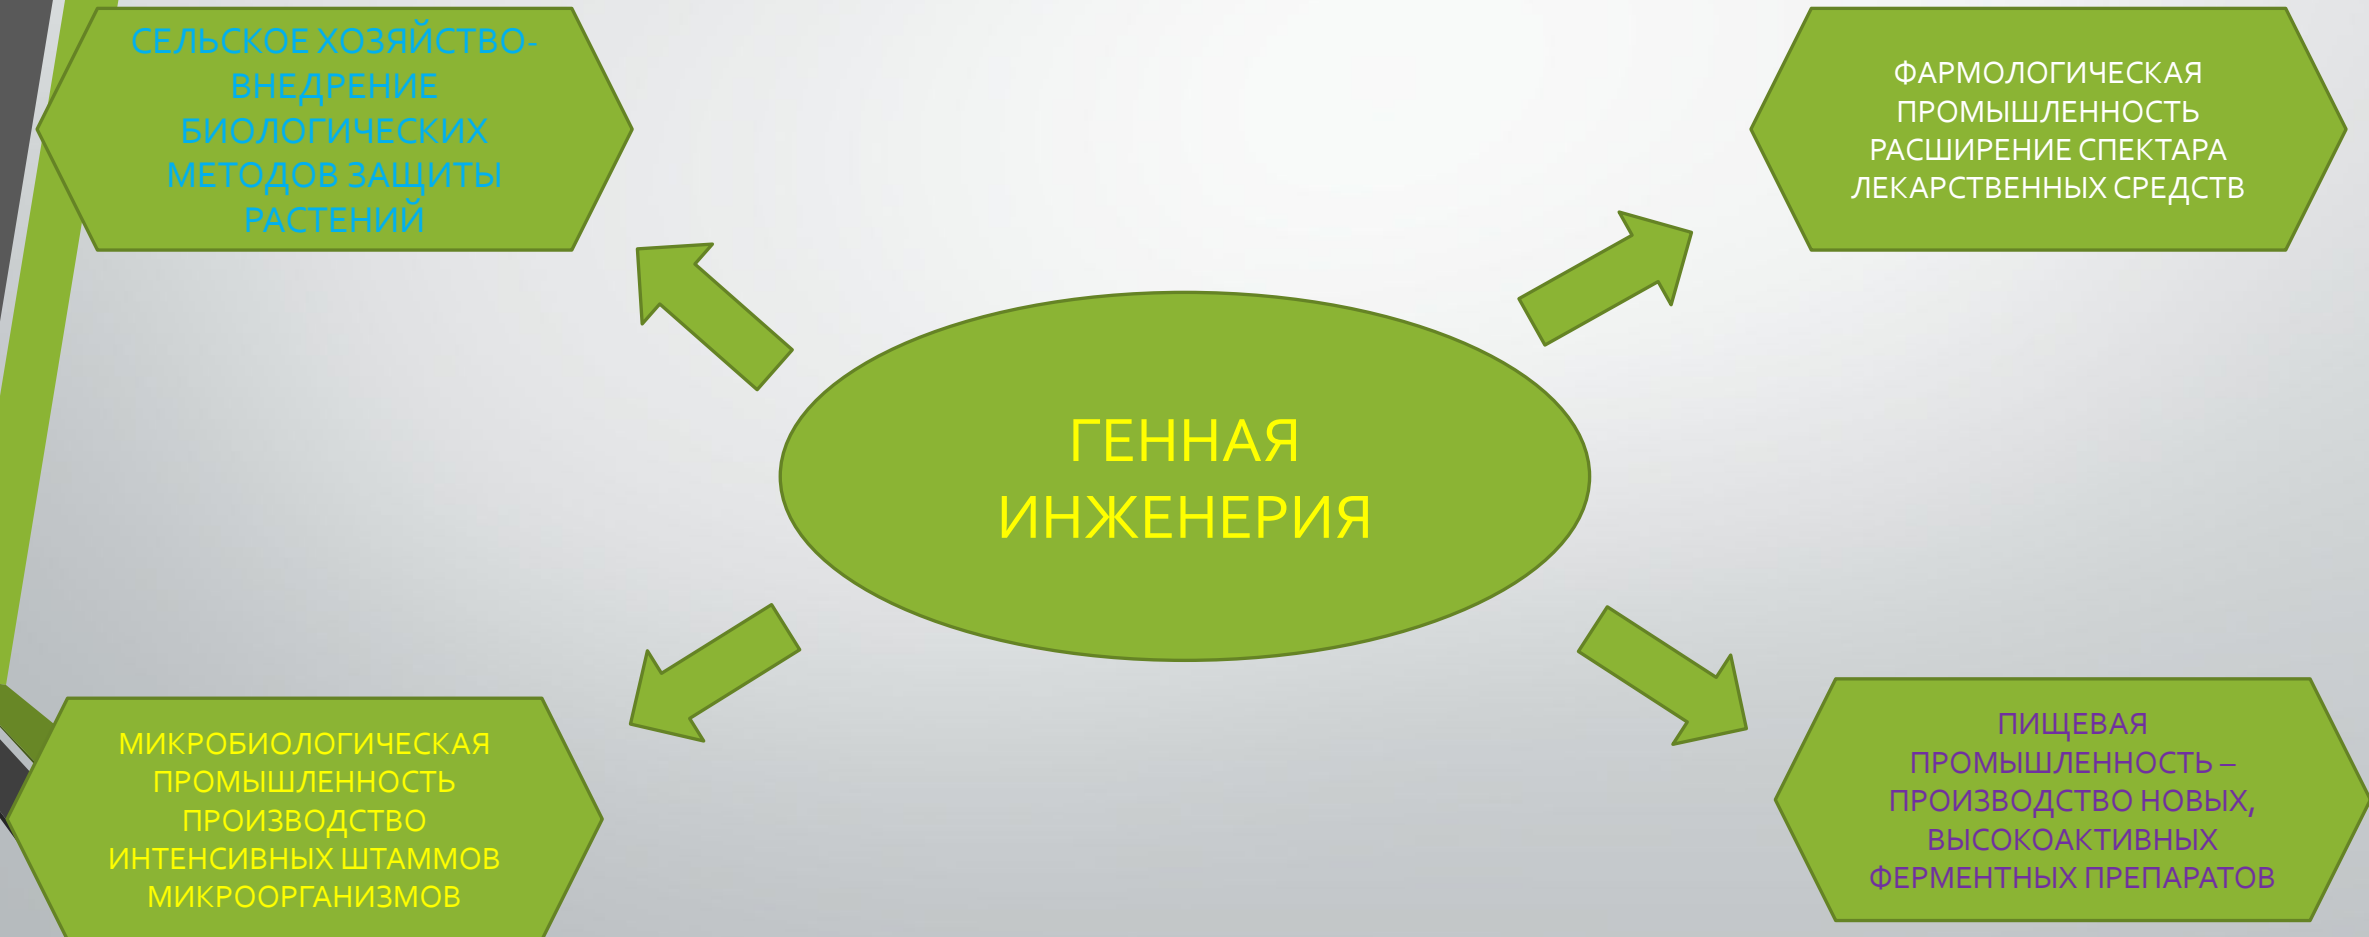 СЕЛЬСКОЕ ХОЗЯЙСТВО-
ВНЕДРЕНИЕ
БИОЛОГИЧЕСКИХ
МЕТОДОВ ЗАЩИТЫ
РАСТЕНИЙ
ФАРМОЛОГИЧЕСКАЯ
ПРОМЫШЛЕННОСТЬ
РАСШИРЕНИЕ СПЕКТАРА
ЛЕКАРСТВЕННЫХ СРЕДСТВ
ГЕННАЯ
ИНЖЕНЕРИЯ
МИКРОБИОЛОГИЧЕСКАЯ
ПРОМЫШЛЕННОСТЬ
ПРОИЗВОДСТВО
ИНТЕНСИВНЫХ ШТАММОВ
МИКРООРГАНИЗМОВ
ПИЩЕВАЯ
ПРОМЫШЛЕННОСТЬ –
ПРОИЗВОДСТВО НОВЫХ,
ВЫСОКОАКТИВНЫХ
ФЕРМЕНТНЫХ ПРЕПАРАТОВ